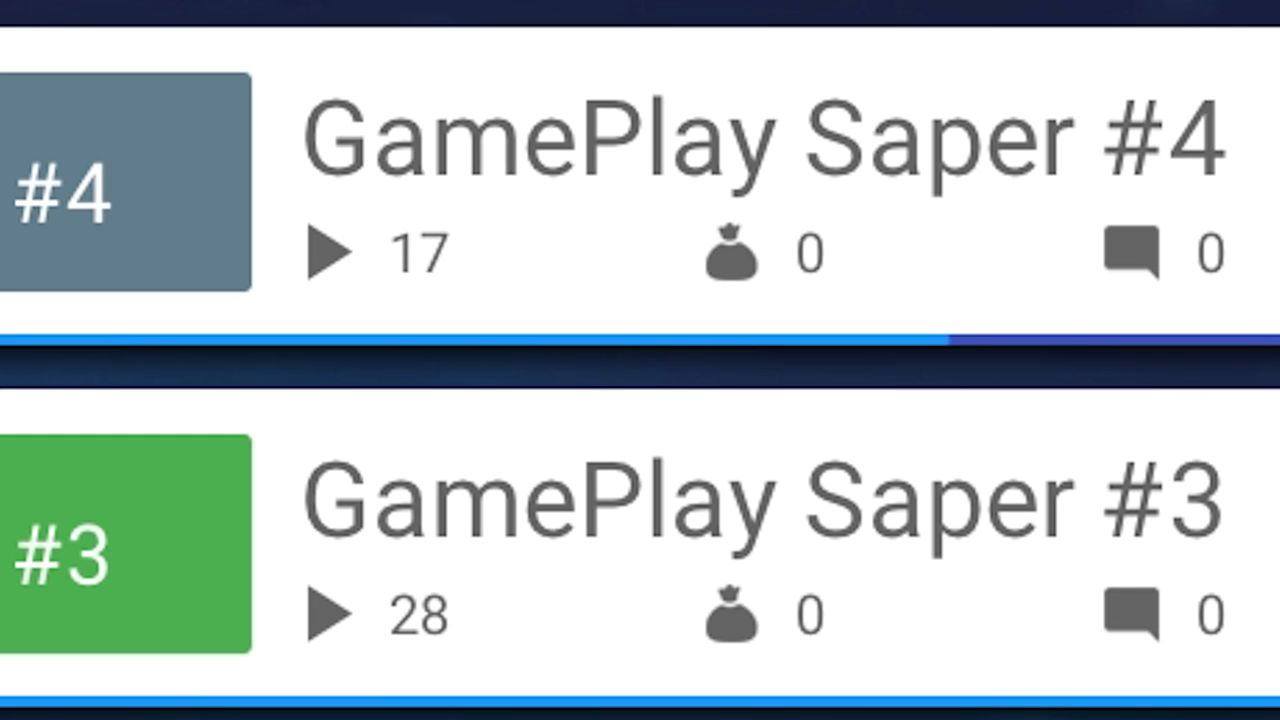 #4
GamePlay Saper #4
17 0 0
#3
GamePlay Saper #3
28 0 0